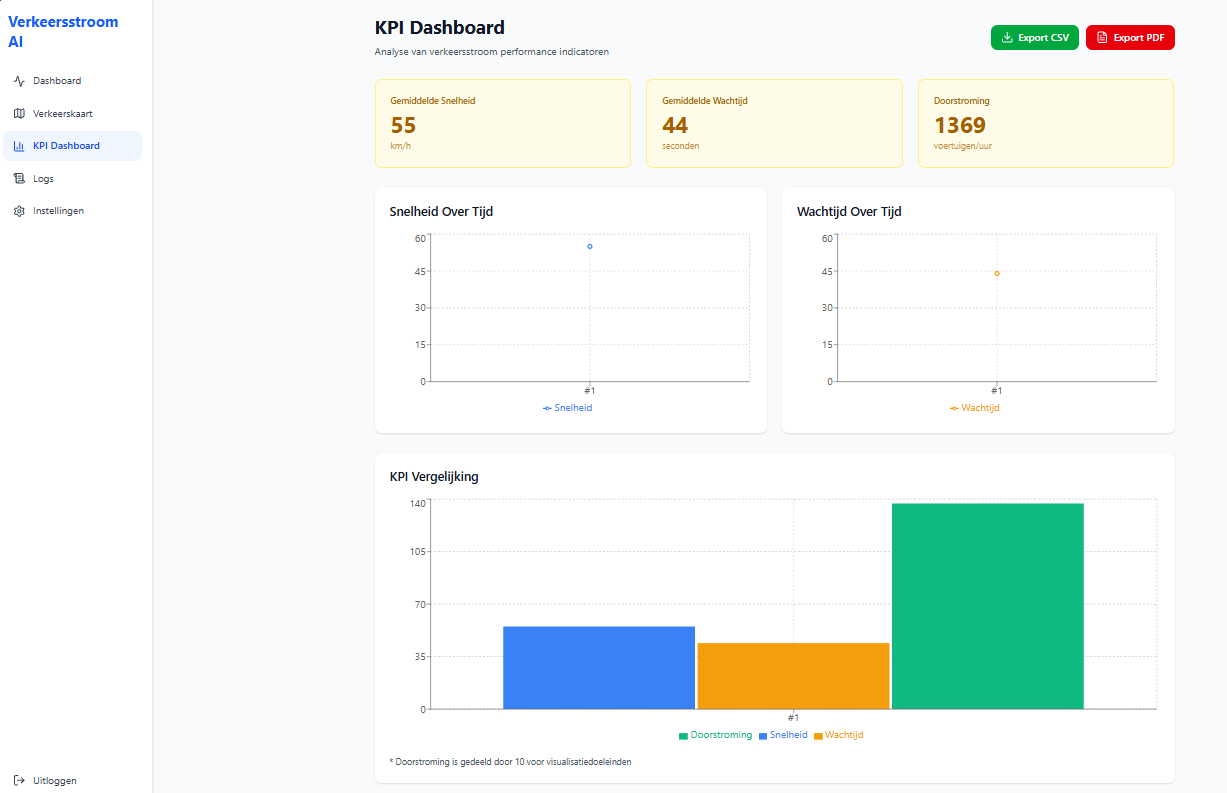 Verkeersstroom
AI
Dashboard
Verkeerskaart
KPI Dashboard
Logs
Instellingen
Uitloggen
KPI Dashboard
Analyse van verkeersstroom performance indicatoren
Export CSV
Export PDF
Gemiddelde Snelheid
55
km/h
Gemiddelde Wachtijd
44
seconden
Doorstroming
1369
voertuigen/uur
Snelheid Over Tijd
60
45
30
15
0
#1
Snelheid
Wachtijd Over Tijd
60
45
30
15
0
#1
Wachtijd
KPI Vergelijking
140
105
70
35
0
#1
Doorstroming Snelheid Wachtijd
* Doorstroming is gedeeld door 10 voor visualisatiedoeleinden